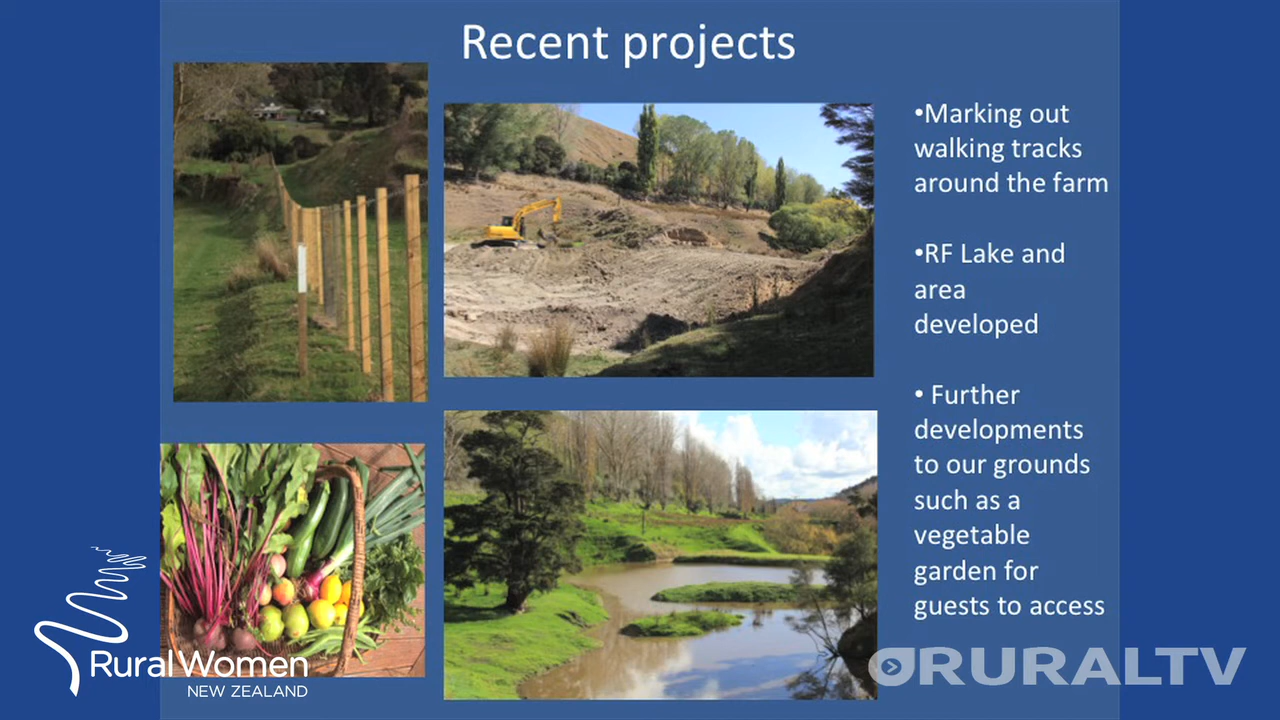 Recent projects
•Marking out
walking tracks
around the farm
•RF Lake and
area
developed
• Further
developments
to our grounds
such as a
vegetable
garden for
guests to access
Rural Women
NEW ZEALAND
RURALTV